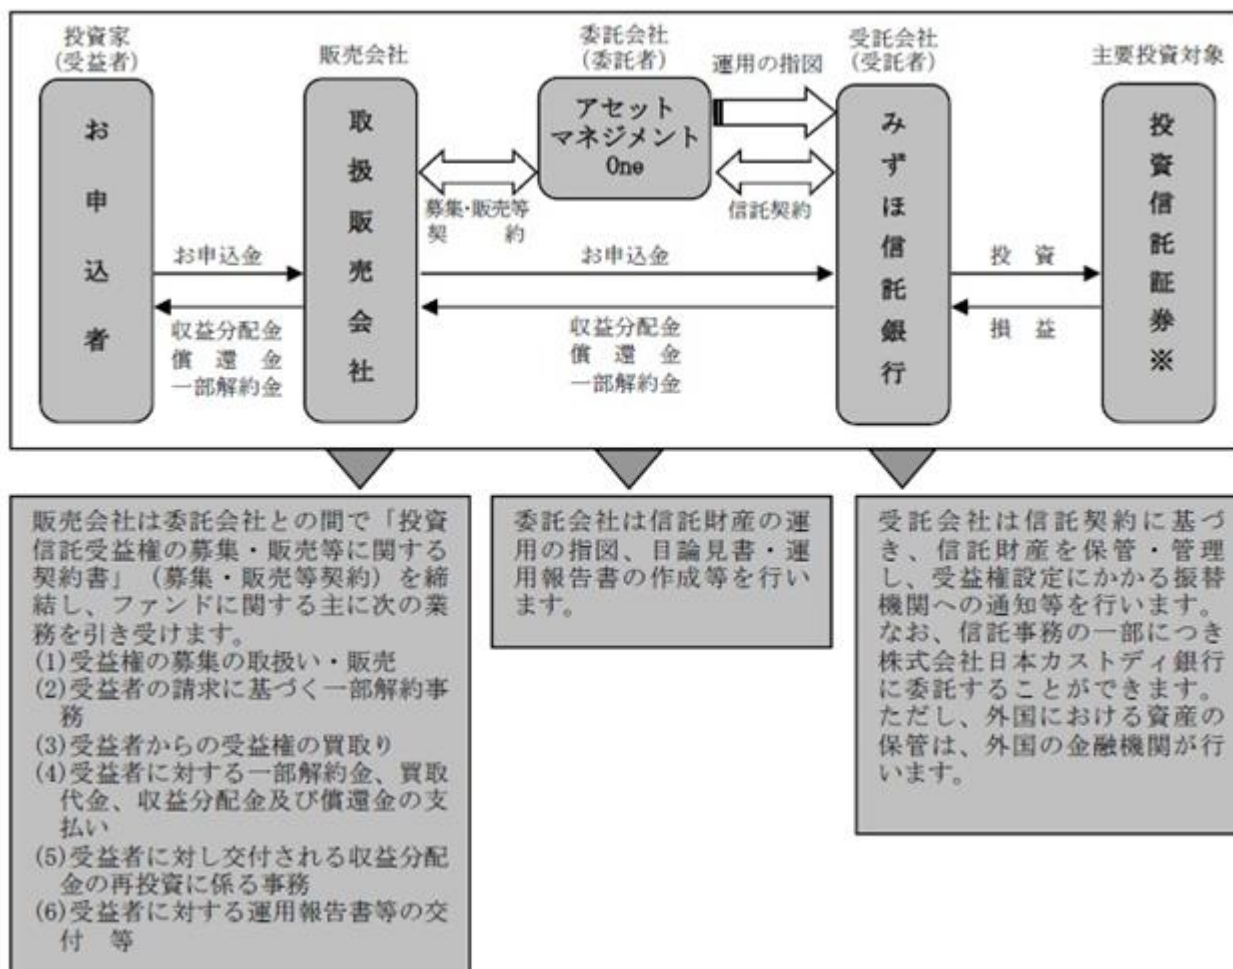 投資家
(受益者)
販売会社
委託会社
(委託者)
運用の指図
受託会社
(受託者)
主要投資対象
お申込者
取扱販売会社
アセット
マネジメント
One
みずほ信託銀行
投資信託証券※
募集・販売等
契　　約
信託契約
お申込金
収益分配金
償　還　金
一部解約金
お申込金
収益分配金
償　還　金
一部解約金
投　資
損　益
販売会社は委託会社との間で「投資
信託受益権の募集・販売等に関する
契約書」（募集・販売等契約）を締
結し、ファンドに関する主に次の業
務を引き受けます。
(1)受益権の募集の取扱い・販売
(2)受益者の請求に基づく一部解約事
務
(3)受益者からの受益権の買取り
(4)受益者に対する一部解約金、買取
代金、収益分配金及び償還金の支
払い
(5)受益者に対し交付される収益分配
金の再投資に係る事務
(6)受益者に対する運用報告書等の交
付　等
委託会社は信託財産の運
用の指図、目論見書・運
用報告書の作成等を行い
ます。
受託会社は信託契約に基づ
き、信託財産を保管・管理
し、受益権設定にかかる振替
機関への通知等を行います。
なお、信託事務の一部につき
株式会社日本カストディ銀行
に委託することができます。
ただし、外国における資産の
保管は、外国の金融機関が行
います。